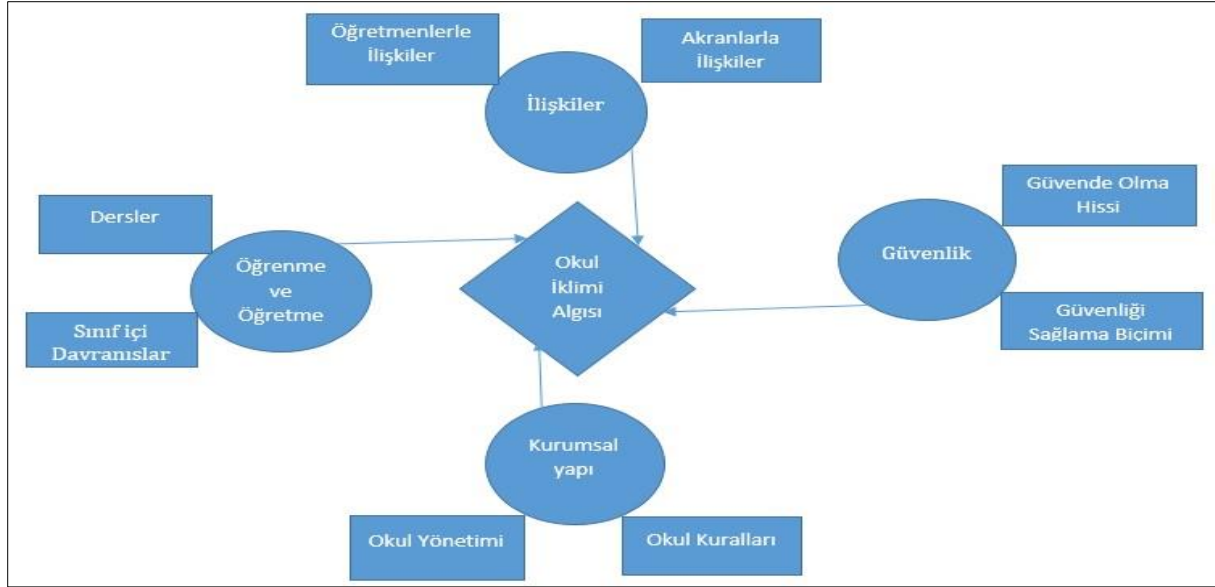 Öğretmenlerle
İlişkiler
Akranlarla
İlişkiler
İlişkiler
Dersler
Öğrenme
ve
Öğretme
Sınıf içi
Davranıslar
Okul
İklimi
Algısı
Güvende Olma
Hissi
Güvenlik
Güvenliği
Sağlama Biçimi
Kurumsal
yapı
Okul Yönetimi
Okul Kuralları